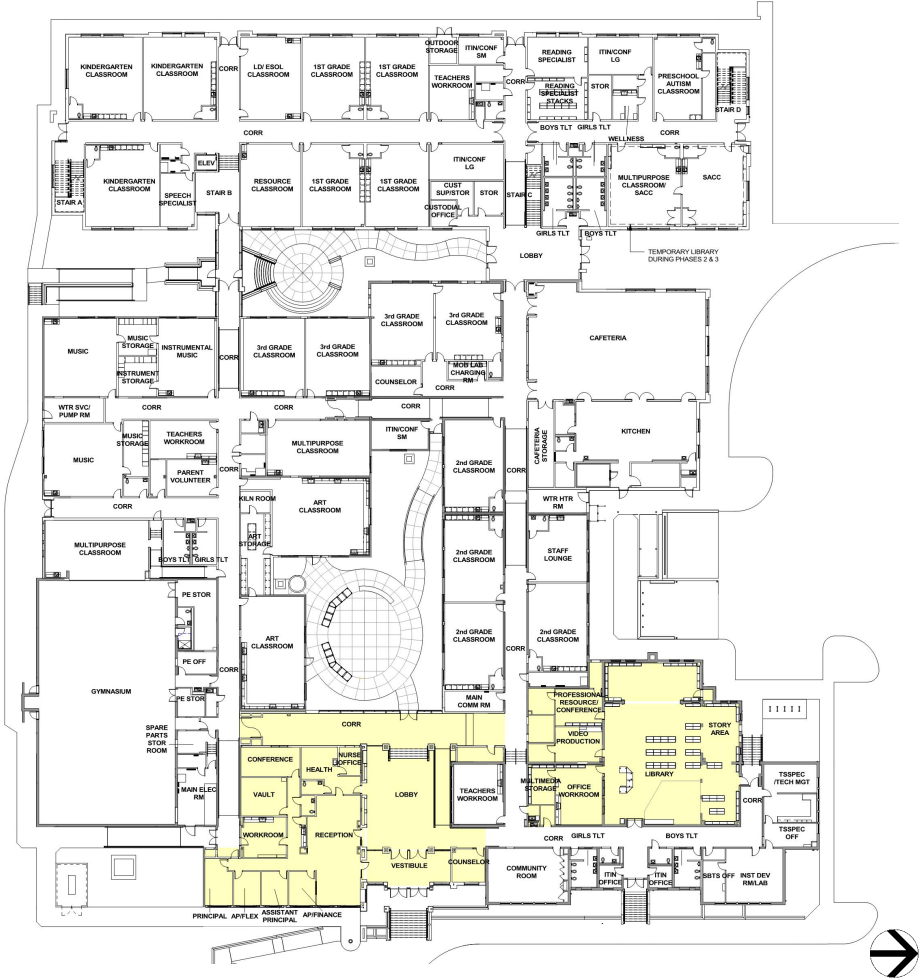 KINDERGARTEN
CLASSROOM
KINDERGARTEN
CLASSROOM
CORR
LD/ ESOL
CLASSROOM
1ST GRADE
CLASSROOM
1ST GRADE
CLASSROOM
OUTDOOR
STORAGE
ITIN/CONF
SM
TEACHERS
WORKROOM
CORR
READING
SPECIALIST
READING
SPECIALIST
STACKS
ITIN/CONF
LG
STOR
PRESCHOOL
AUTISM
CLASSROOM
STAIR D
CORR
BOYS TLT
GIRLS TLT
WELLNESS
CORR
KINDERGARTEN
CLASSROOM
STAIR A
SPEECH
SPECIALIST
ELEV
STAIR B
RESOURCE
CLASSROOM
1ST GRADE
CLASSROOM
1ST GRADE
CLASSROOM
ITIN/CONF
LG
CUST
SUP/STOR
STOR
CUSTODIAL
OFFICE
STAIR C
MULTIPURPOSE
CLASSROOM/
SACC
SACC
GIRLS TLT
BOYS TLT
LOBBY
TEMPORARY LIBRARY
DURING PHASES 2 & 3
MUSIC
MUSIC
STORAGE
INSTRUMENT
STORAGE
INSTRUMENTAL
MUSIC
CORR
3rd GRADE
CLASSROOM
3rd GRADE
CLASSROOM
3rd GRADE
CLASSROOM
3rd GRADE
CLASSROOM
COUNSELOR
MOB LAB
CHARGING
RM
CORR
CAFETERIA
WTR SVC/
PUMP RM
CORR
CORR
CORR
MUSIC
MUSIC
STORAGE
TEACHERS
WORKROOM
PARENT
VOLUNTEER
CORR
MULTIPURPOSE
CLASSROOM
ITIN/CONF
SM
2nd GRADE
CLASSROOM
CORR
CAFETERIA
STORAGE
KITCHEN
CORR
KILN ROOM
ART
CLASSROOM
ART
STORAGE
WTR HTR
RM
MULTIPURPOSE
CLASSROOM
BOYS TLT
GIRLS TLT
2nd GRADE
CLASSROOM
STAFF
LOUNGE
GYMNASIUM
PE STOR
PE OFF
PE STOR
CORR
ART
CLASSROOM
2nd GRADE
CLASSROOM
CORR
2nd GRADE
CLASSROOM
MAIN
COMM RM
PROFESSIONAL
RESOURCE/
CONFERENCE
VIDEO
PRODUCTION
STORY
AREA
LIBRARY
SPARE
PARTS
STOR
ROOM
MAIN ELEC
RM
CORR
CONFERENCE
HEALTH
NURSE
OFFICE
VAULT
WORKROOM
RECEPTION
LOBBY
TEACHERS
WORKROOM
MULTIMEDIA
STORAGE
OFFICE
WORKROOM
CORR
TSSPEC
/TECH MGT
TSSPEC
OFF
CORR
GIRLS TLT
BOYS TLT
VESTIBULE
COUNSELOR
COMMUNITY
ROOM
ITIN
OFFICE
ITIN
OFFICE
SBTS OFF
INST DEV
RM/LAB
PRINCIPAL
AP/FLEX
ASSISTANT
PRINCIPAL
AP/FINANCE